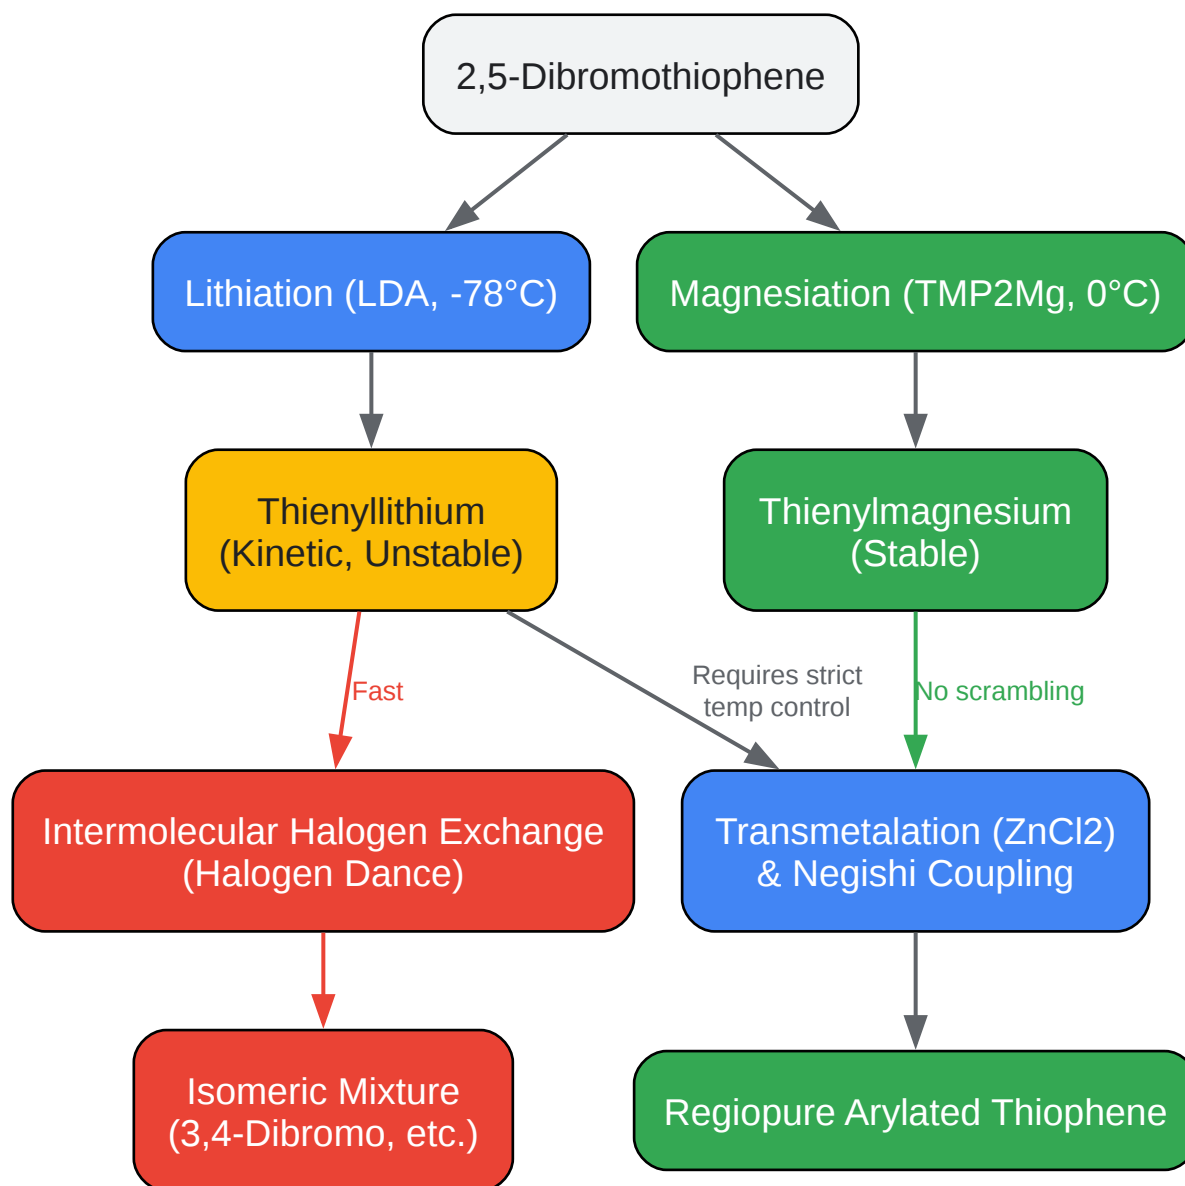 2,5-Dibromothiophene
Lithiation (LDA, -78°C)
Magnesiation (TMP2Mg, 0°C)
Thienyllithium
(Kinetic, Unstable)
Thienylmagnesium
(Stable)
Fast
Requires strict
temp control
No scrambling
Intermolecular Halogen Exchange
(Halogen Dance)
Transmetalation (ZnCl2)
& Negishi Coupling
Isomeric Mixture
(3,4-Dibromo, etc.)
Regiopure Arylated Thiophene